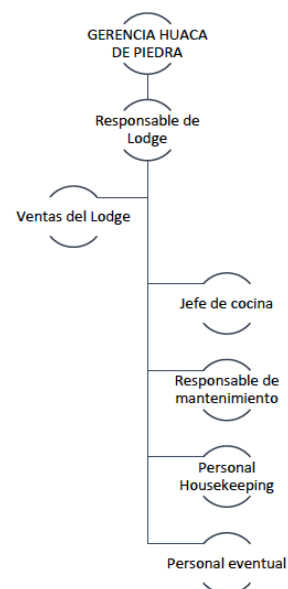 GERENCIA HUACA
DE PIEDRA
Responsable de
Lodge
Ventas del Lodge
Jefe de cocina
Responsable de
mantenimiento
Personal
Housekeeping
Personal eventual